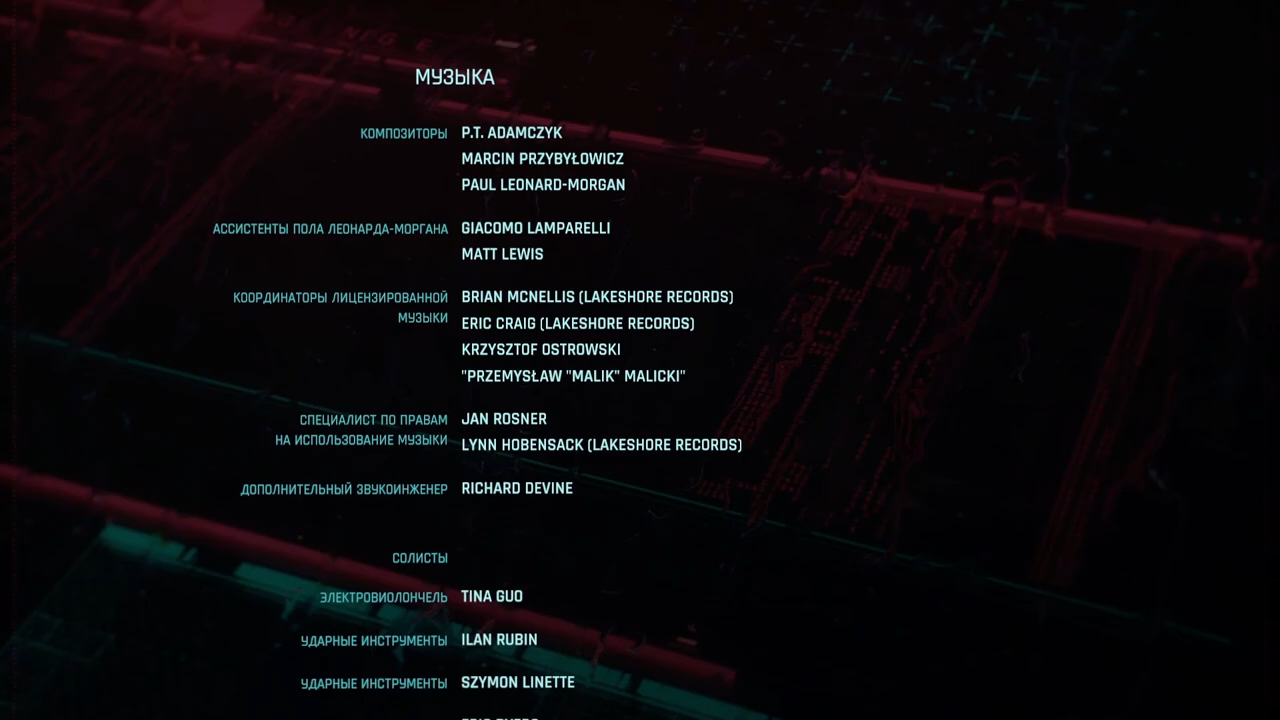 МУЗЫКА
КОМПОЗИТОРЫ P.T. ADAMCZYK
MARCIN PRZYBYŁOWICZ
PAUL LEONARD-MORGAN
АССИСТЕНТЫ ПОЛА ЛЕОНАРДА-МОРГАНА GIACOMO LAMPARELLI
MATT LEWIS
КООРДИНАТОРЫ ЛИЦЕНЗИРОВАННОЙ BRIAN MCNELLIS (LAKESHORE RECORDS)
МУЗЫКИ ERIC CRAIG (LAKESHORE RECORDS)
KRZYSZTOF OSTROWSKI
"PRZEMYSŁAW "MALIK" MALICKI"
СПЕЦИАЛИСТ ПО ПРАВАМ JAN ROSNER
НА ИСПОЛЬЗОВАНИЕ МУЗЫКИ LYNN HOBENSACK (LAKESHORE RECORDS)
ДОПОЛНИТЕЛЬНЫЙ ЗВУКОИНЖЕНЕР RICHARD DEVINE
СОЛИСТЫ
ЭЛЕКТРОВИОЛОНЧЕЛЬ TINA GUO
УДАРНЫЕ ИНСТРУМЕНТЫ ILAN RUBIN
УДАРНЫЕ ИНСТРУМЕНТЫ SZYMON LINETTE